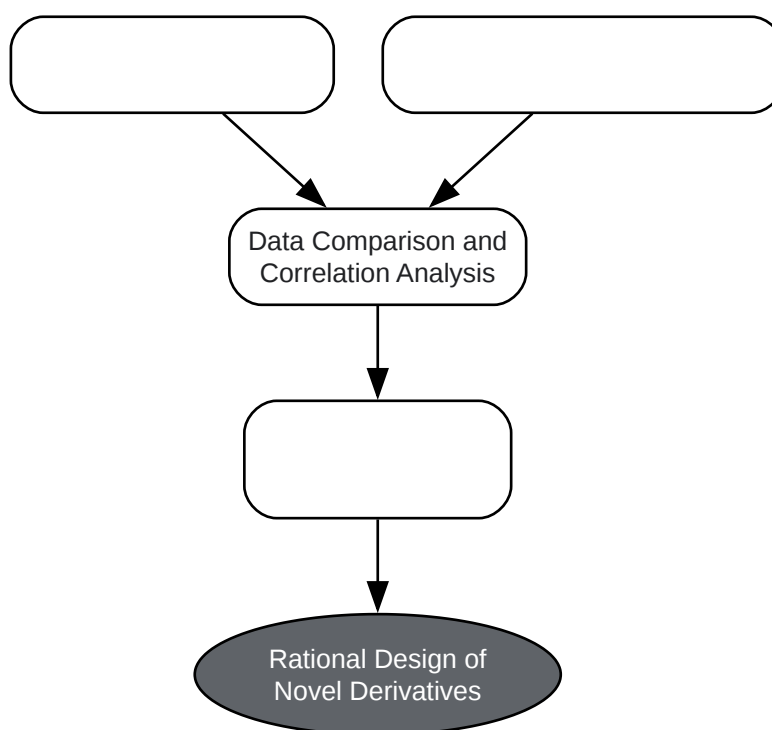 Data Comparison and
Correlation Analysis
Rational Design of
Novel Derivatives